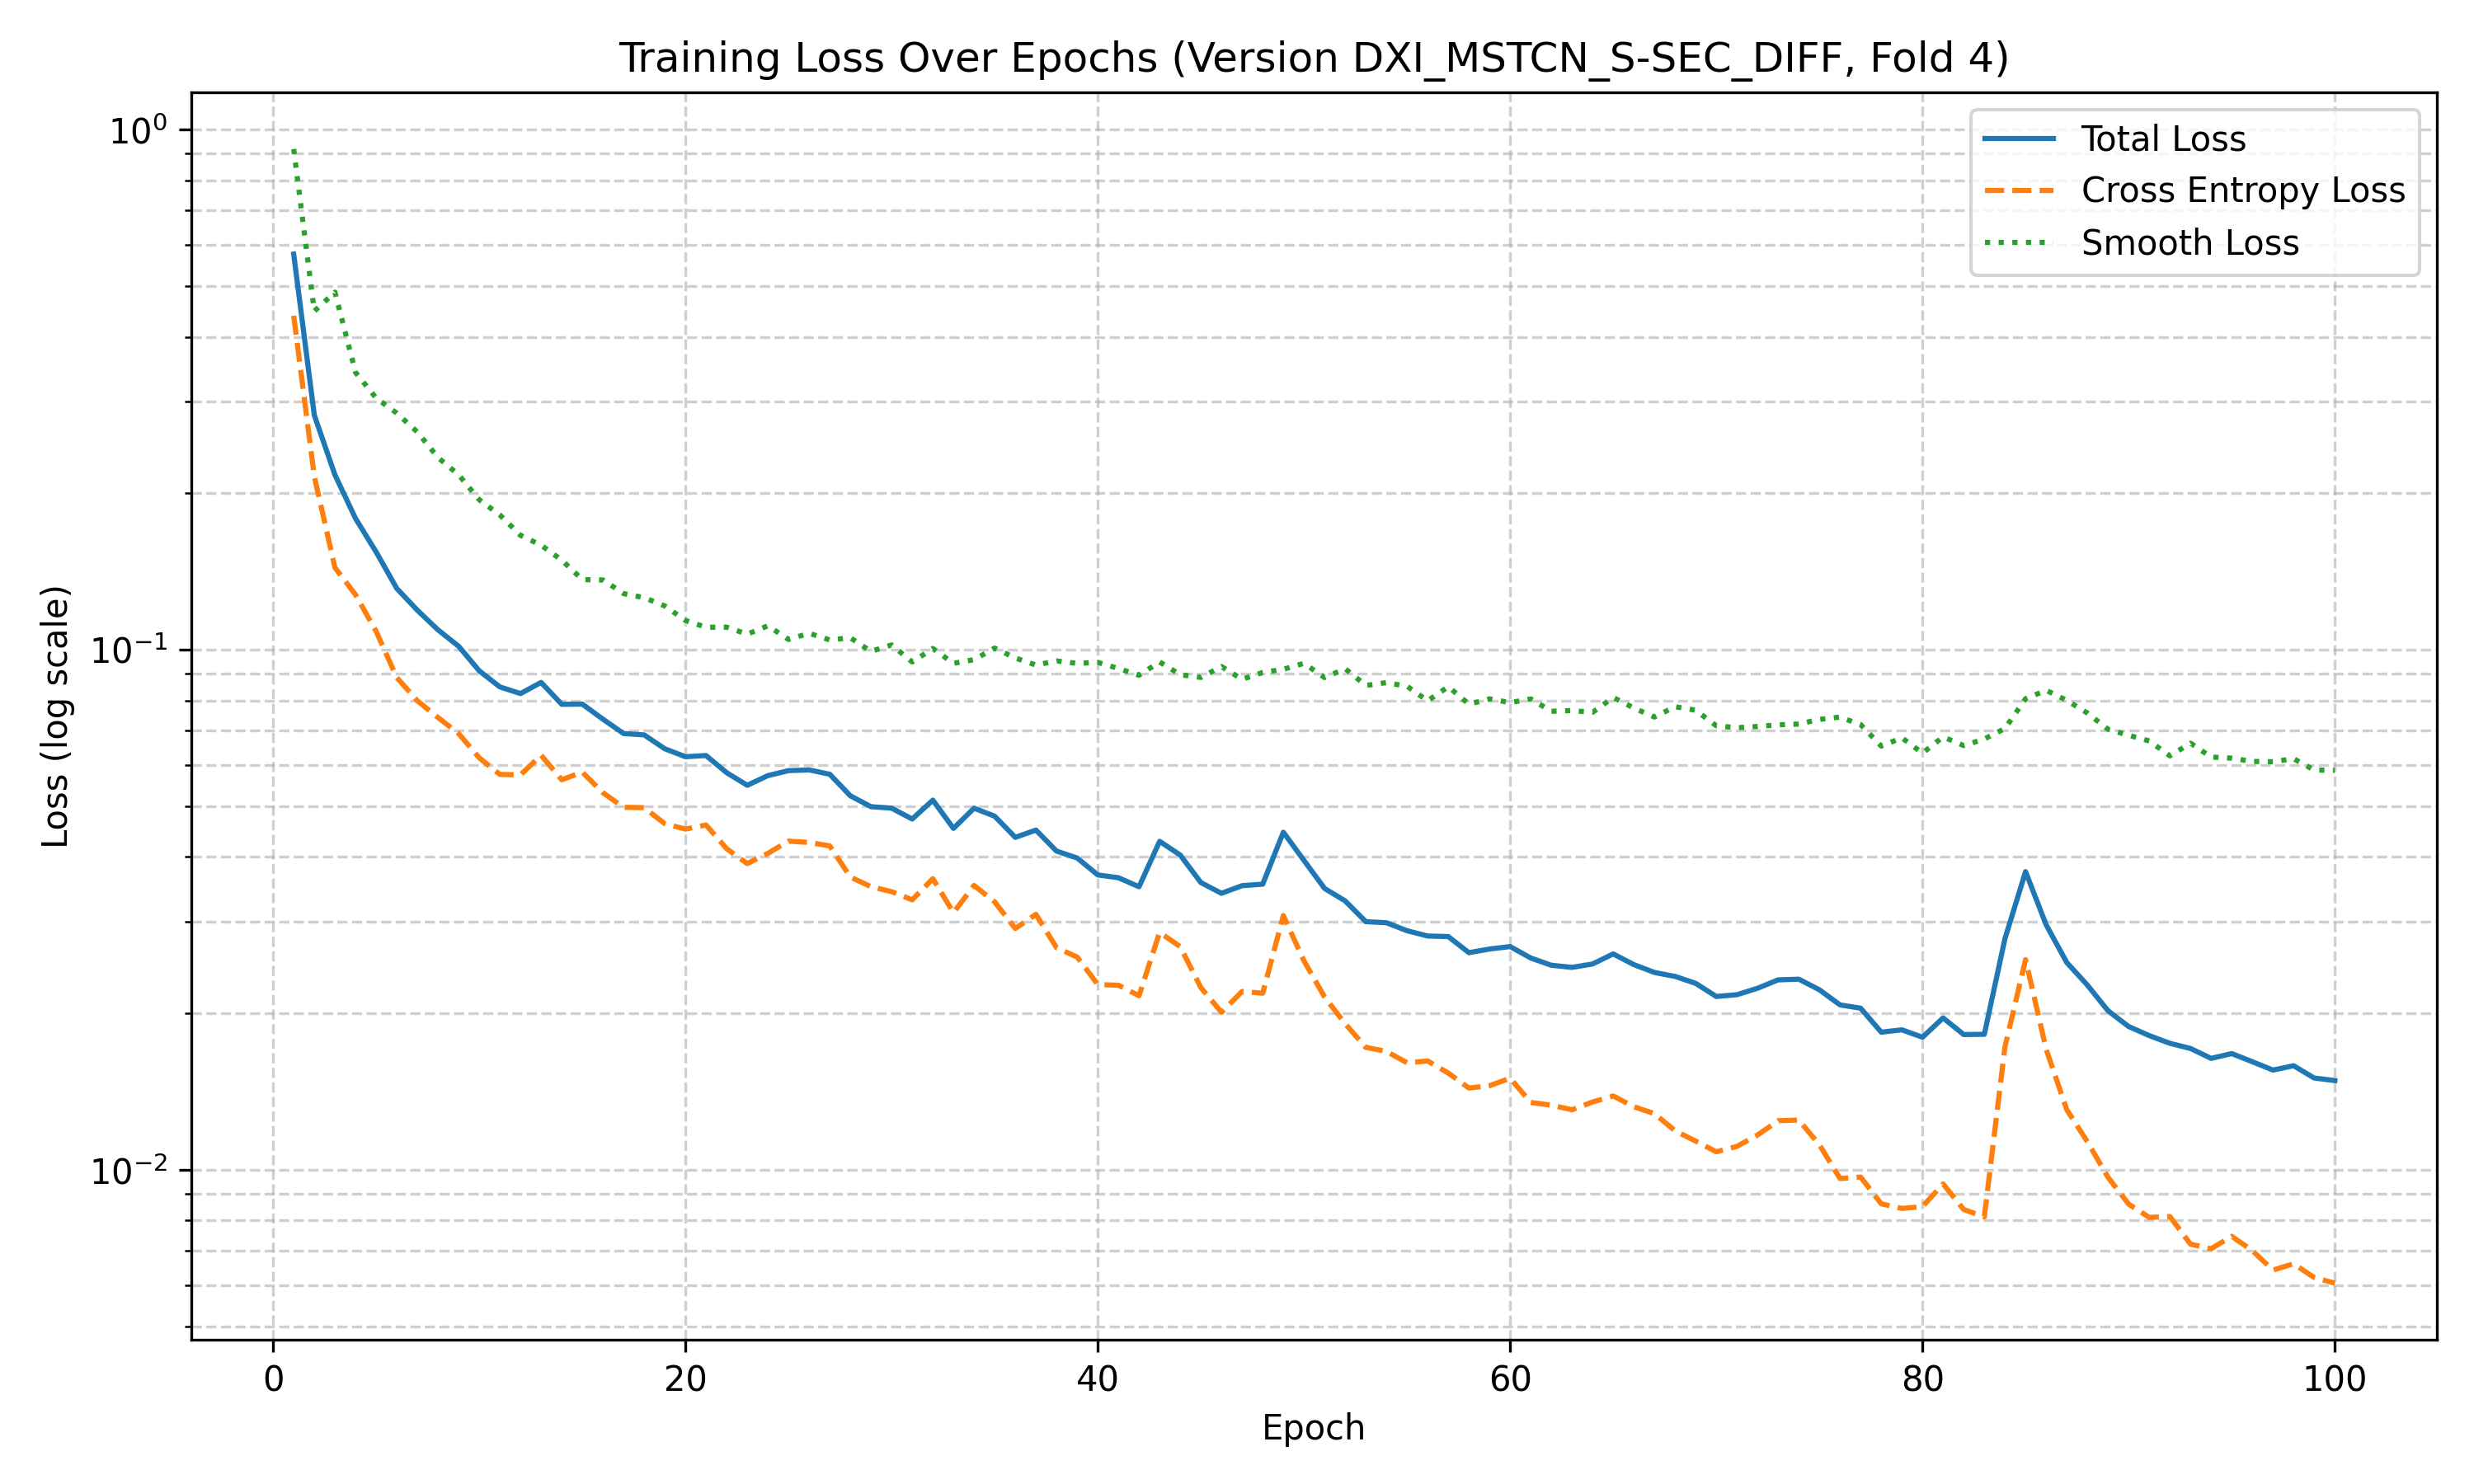 Training Loss Over Epochs (Version DXI_MSTCN_S-SEC_DIFF, Fold 4)
Total Loss
Cross Entropy Loss
Smooth Loss
Loss (log scale)
10⁰
10⁻¹
10⁻²
0 20 40 60 80 100
Epoch